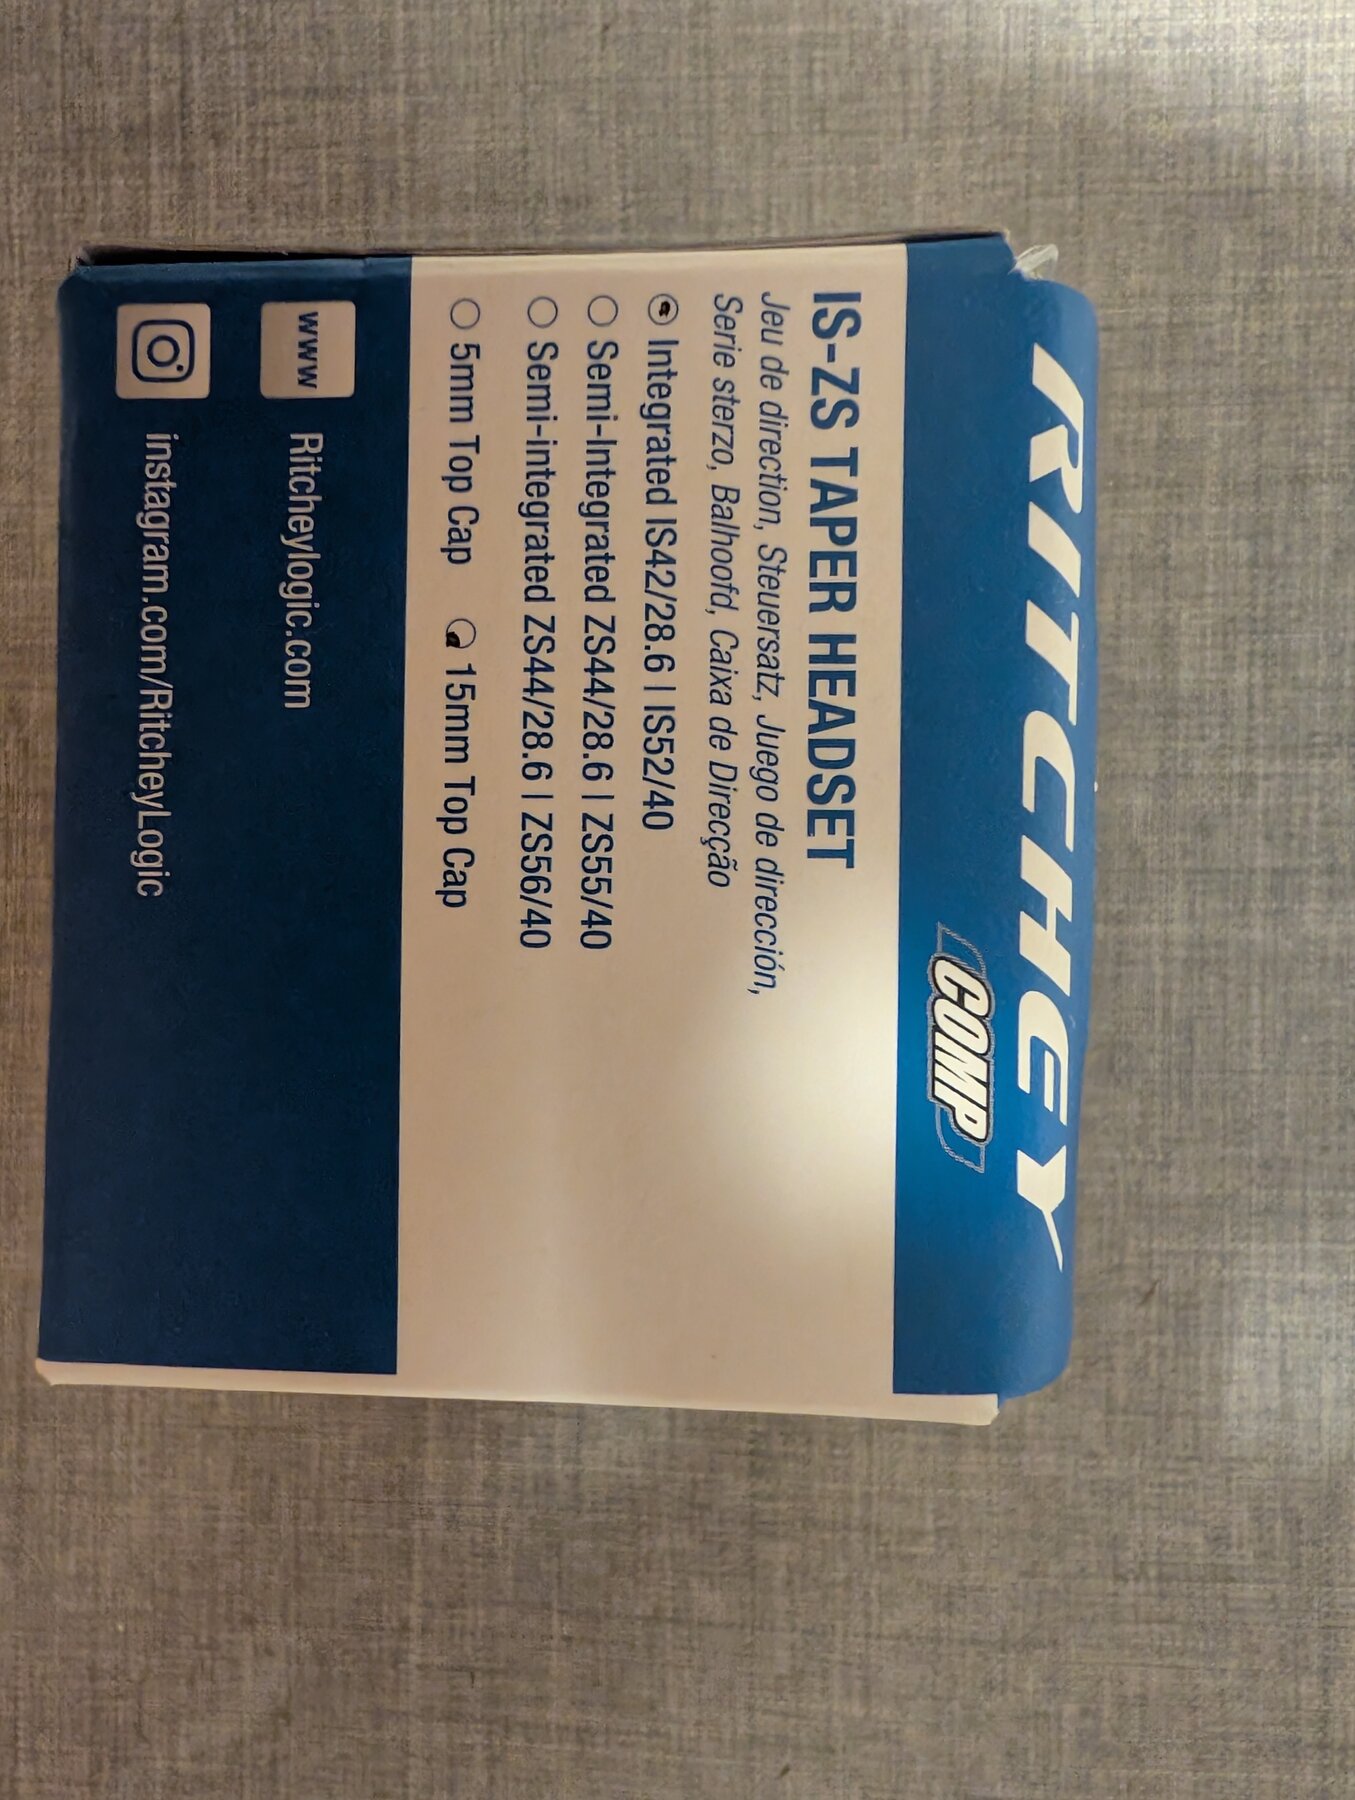 RITCHEY
COMP
IS-ZS TAPER HEADSET
Jeu de direction, Steuersatz, Juego de dirección,
Serie sterzo, Balhoofd, Caixa de Direcção
Integrated IS42/28.6 | IS52/40
Semi-Integrated ZS44/28.6 | ZS55/40
Semi-integrated ZS44/28.6 | ZS56/40
5mm Top Cap 15mm Top Cap
www Ritcheylogic.com
instagram.com/RitcheyLogic